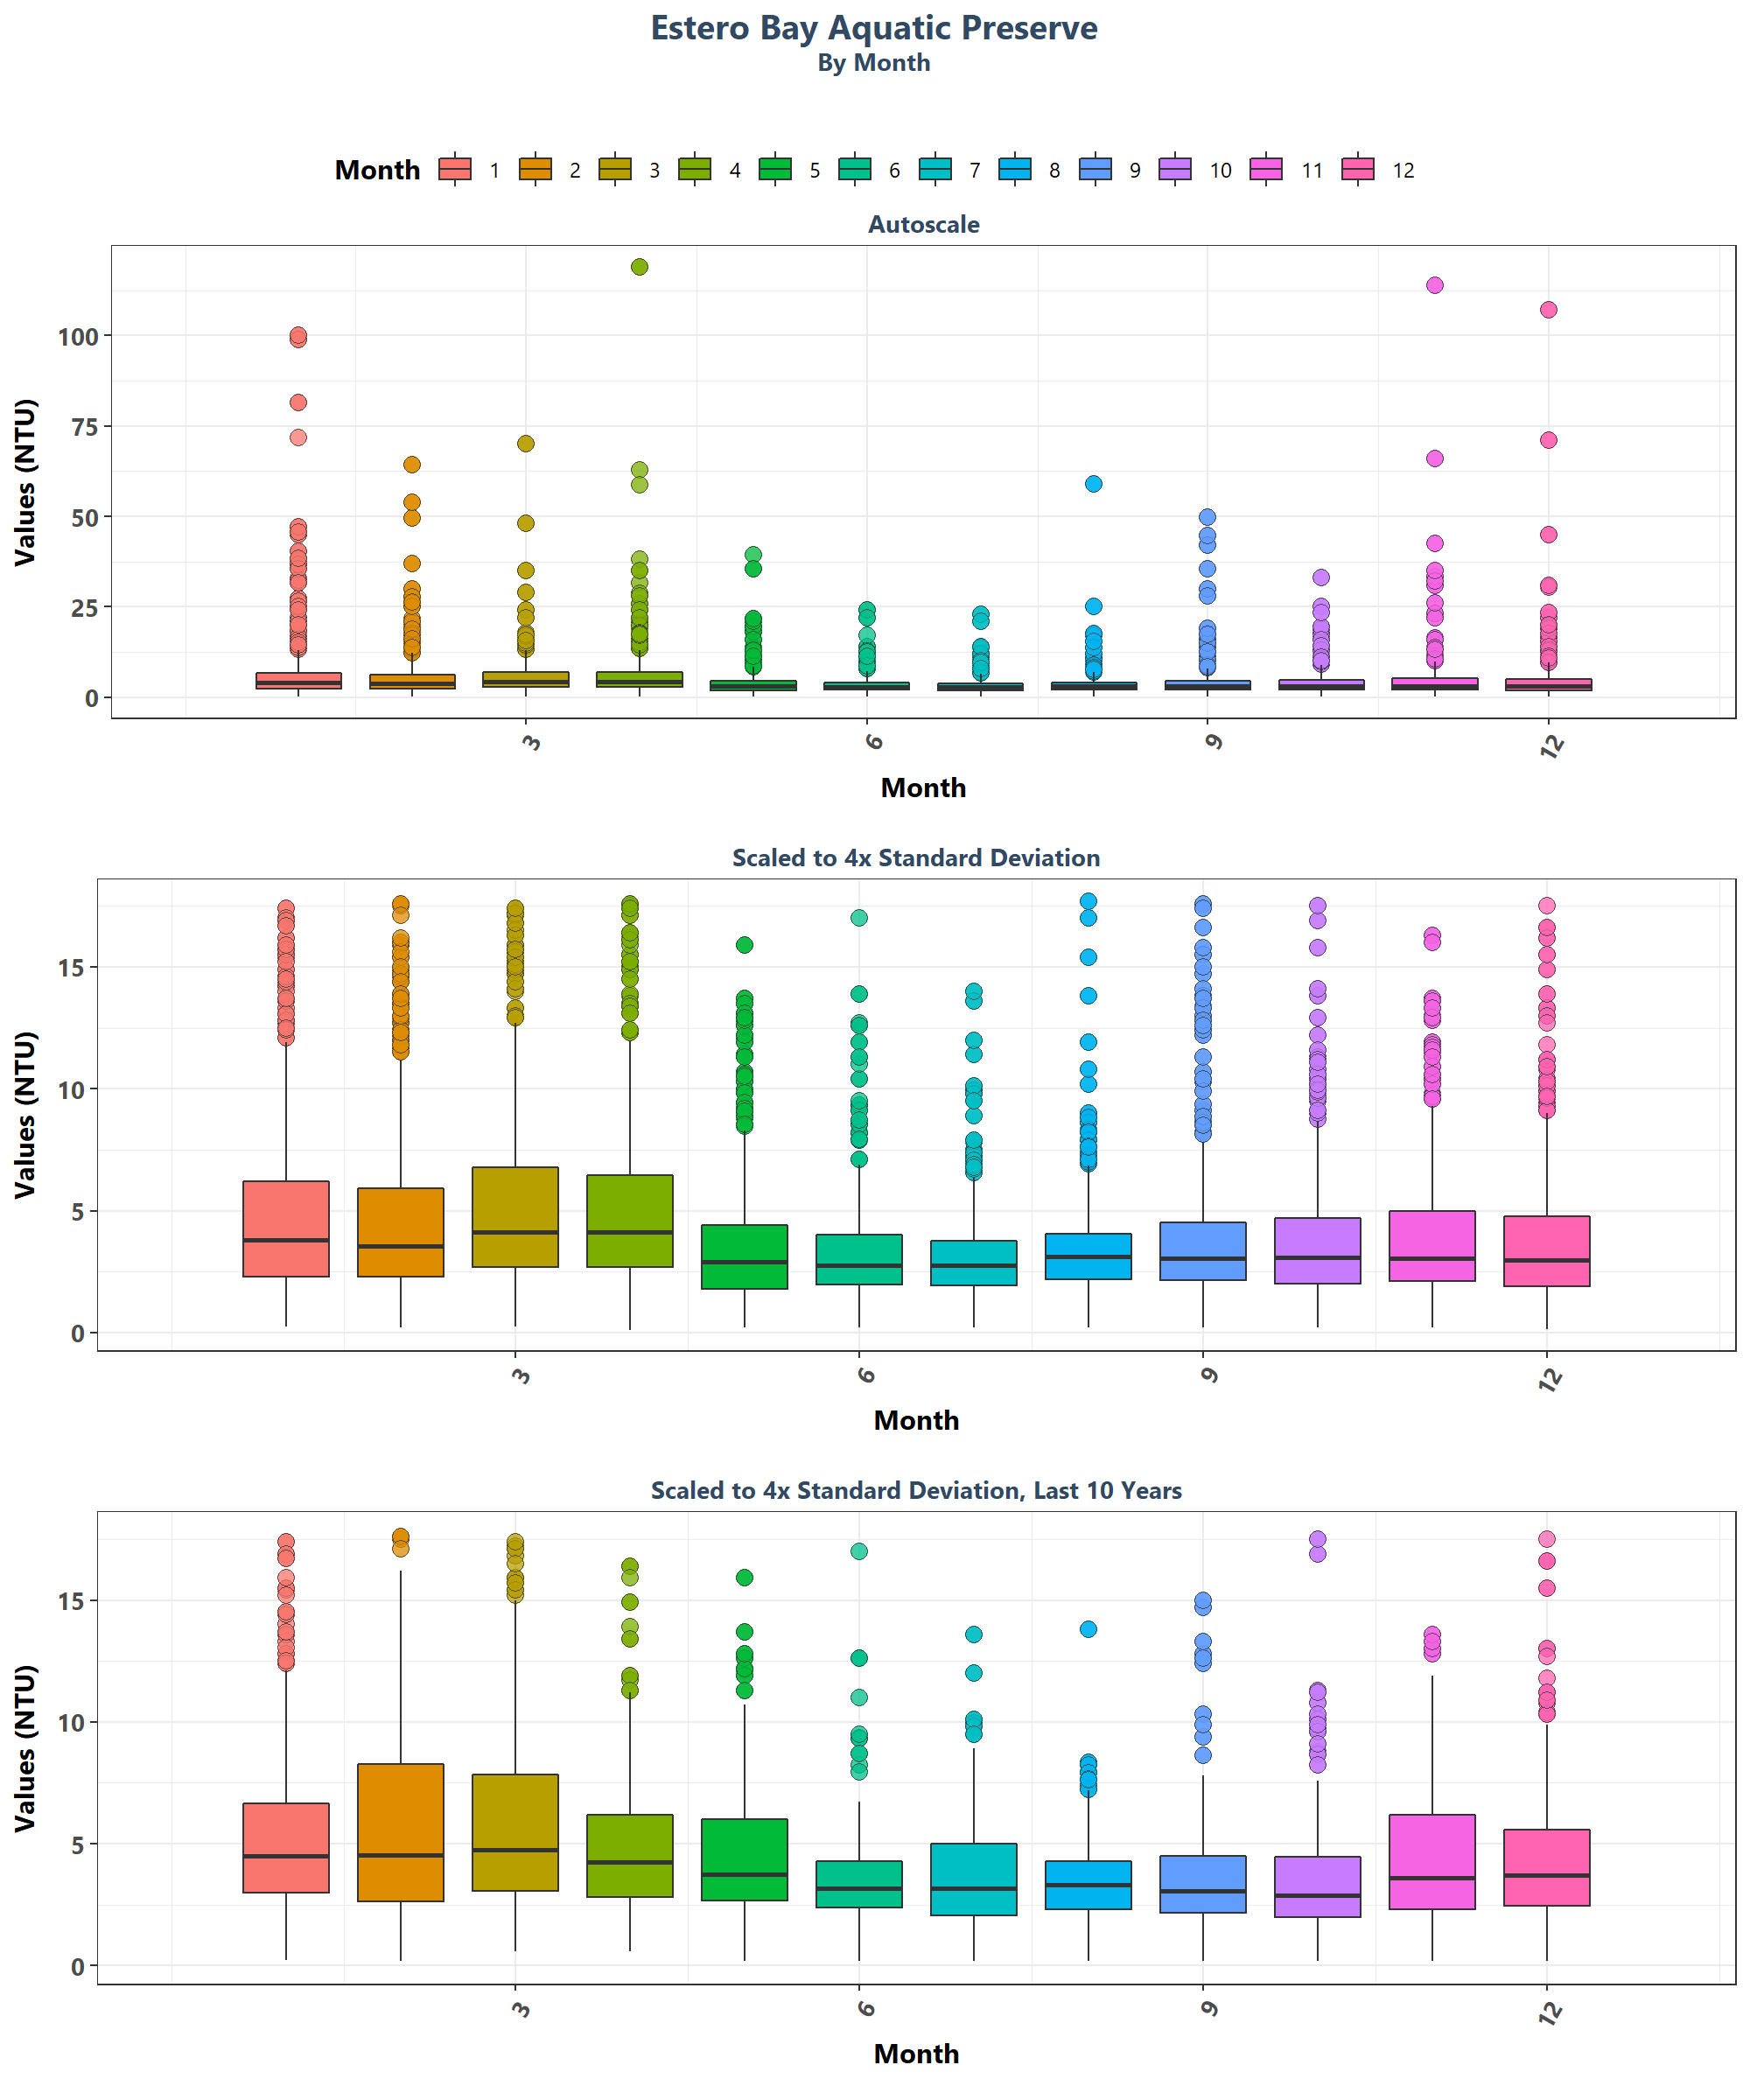 Estero Bay Aquatic Preserve
By Month
Month 1 2 3 4 5 6 7 8 9 10 11 12
Autoscale
Values (NTU)
100
75
50
25
0
3 6 9 12
Month
Scaled to 4x Standard Deviation
Values (NTU)
15
10
5
0
3 6 9 12
Month
Scaled to 4x Standard Deviation, Last 10 Years
Values (NTU)
15
10
5
0
3 6 9 12
Month